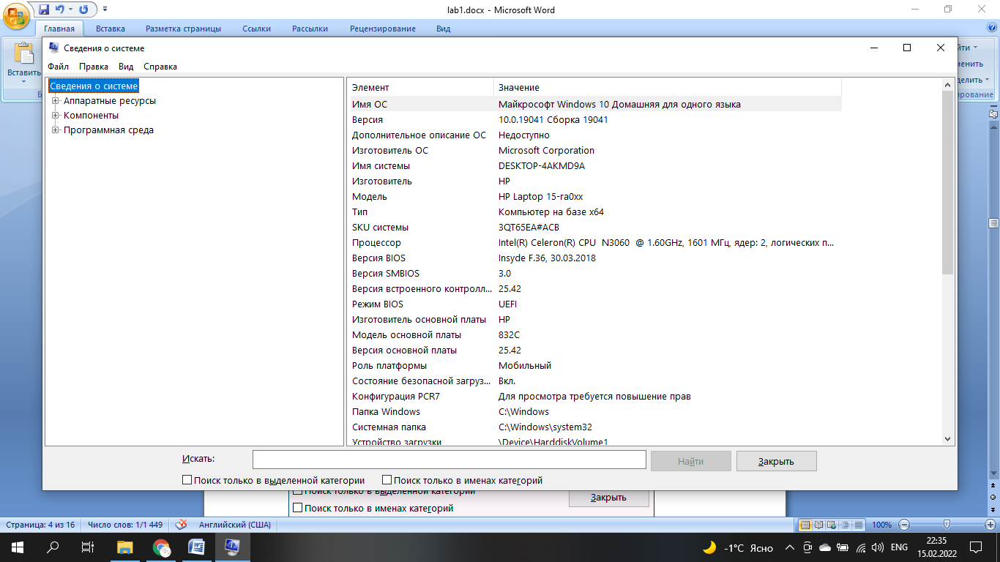 lab1.docx - Microsoft Word
Главная Вставка Разметка страницы Ссылки Рассылки Рецензирование Вид
Вставить
Сведения о системе
Файл Правка Вид Справка
Сведения о системе
Аппаратные ресурсы
Компоненты
Программная среда
Элемент Значение
Имя ОС Майкрософт Windows 10 Домашняя для одного языка
Версия 10.0.19041 Сборка 19041
Дополнительное описание ОС Недоступно
Изготовитель ОС Microsoft Corporation
Имя системы DESKTOP-4AKMD9A
Изготовитель HP
Модель HP Laptop 15-ra0xx
Тип Компьютер на базе x64
SKU системы 3QT65EA#ACB
Процессор Intel(R) Celeron(R) CPU N3060 @ 1.60GHz, 1601 МГц, ядер: 2, логических п...
Версия BIOS Insyde F.36, 30.03.2018
Версия SMBIOS 3.0
Версия встроенного контролл... 25.42
Режим BIOS UEFI
Изготовитель основной платы HP
Модель основной платы 832C
Версия основной платы 25.42
Роль платформы Мобильный
Состояние безопасной загруз... Вкл.
Конфигурация PCR7 Для просмотра требуется повышение прав
Папка Windows C:\Windows
Системная папка C:\Windows\system32
Устройство загрузки \Device\HarddiskVolume1
Искать: Найти Закрыть
Поиск только в выделенной категории Поиск только в именах категорий
Поиск только в выделенной категории
Закрыть
Поиск только в именах категорий
Страница: 4 из 16 Число слов: 1/1 449 Английский (США) 100%
-1°C Ясно ENG 22:35
15.02.2022